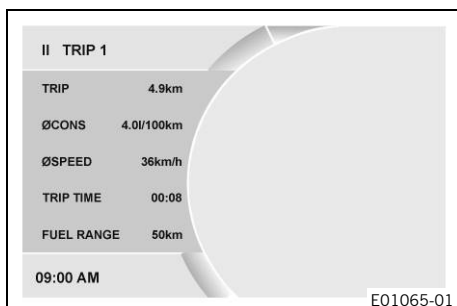 II TRIP 1
TRIP 4.9km
ØCONS 4.0l/100km
ØSPEED 36km/h
TRIP TIME 00:08
FUEL RANGE 50km
09:00 AM
E01065-01